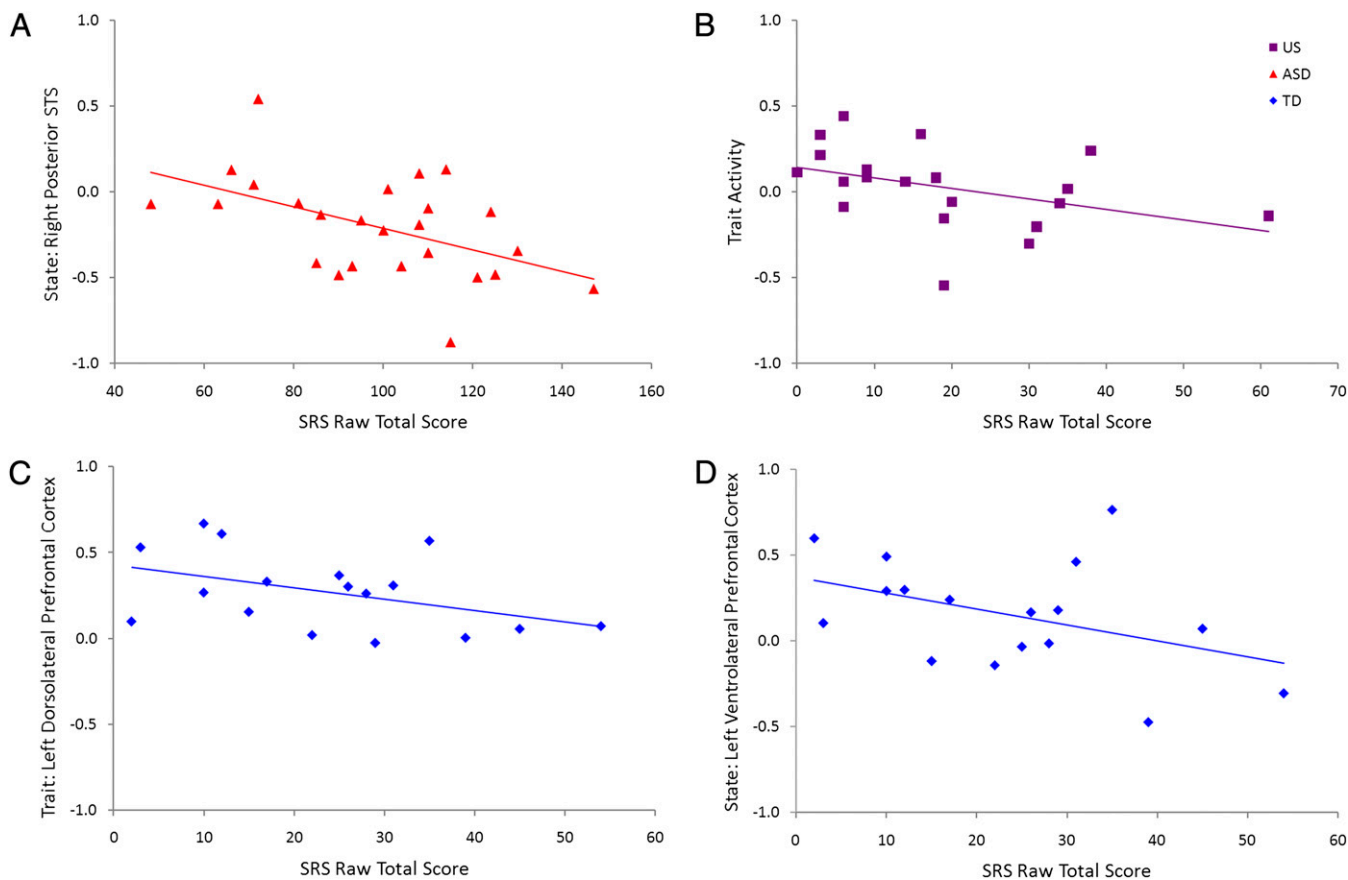 A
State: Right Posterior STS
1.0
0.5
0.0
-0.5
-1.0
40 60 80 100 120 140 160
SRS Raw Total Score
B
Trait Activity
1.0
0.5
0.0
-0.5
-1.0
0 10 20 30 40 50 60 70
SRS Raw Total Score
US
ASD
TD
C
Trait: Left Dorsolateral Prefrontal Cortex
1.0
0.5
0.0
-0.5
-1.0
0 10 20 30 40 50 60
SRS Raw Total Score
D
State: Left Ventrolateral Prefrontal Cortex
1.0
0.5
0.0
-0.5
-1.0
0 10 20 30 40 50 60
SRS Raw Total Score